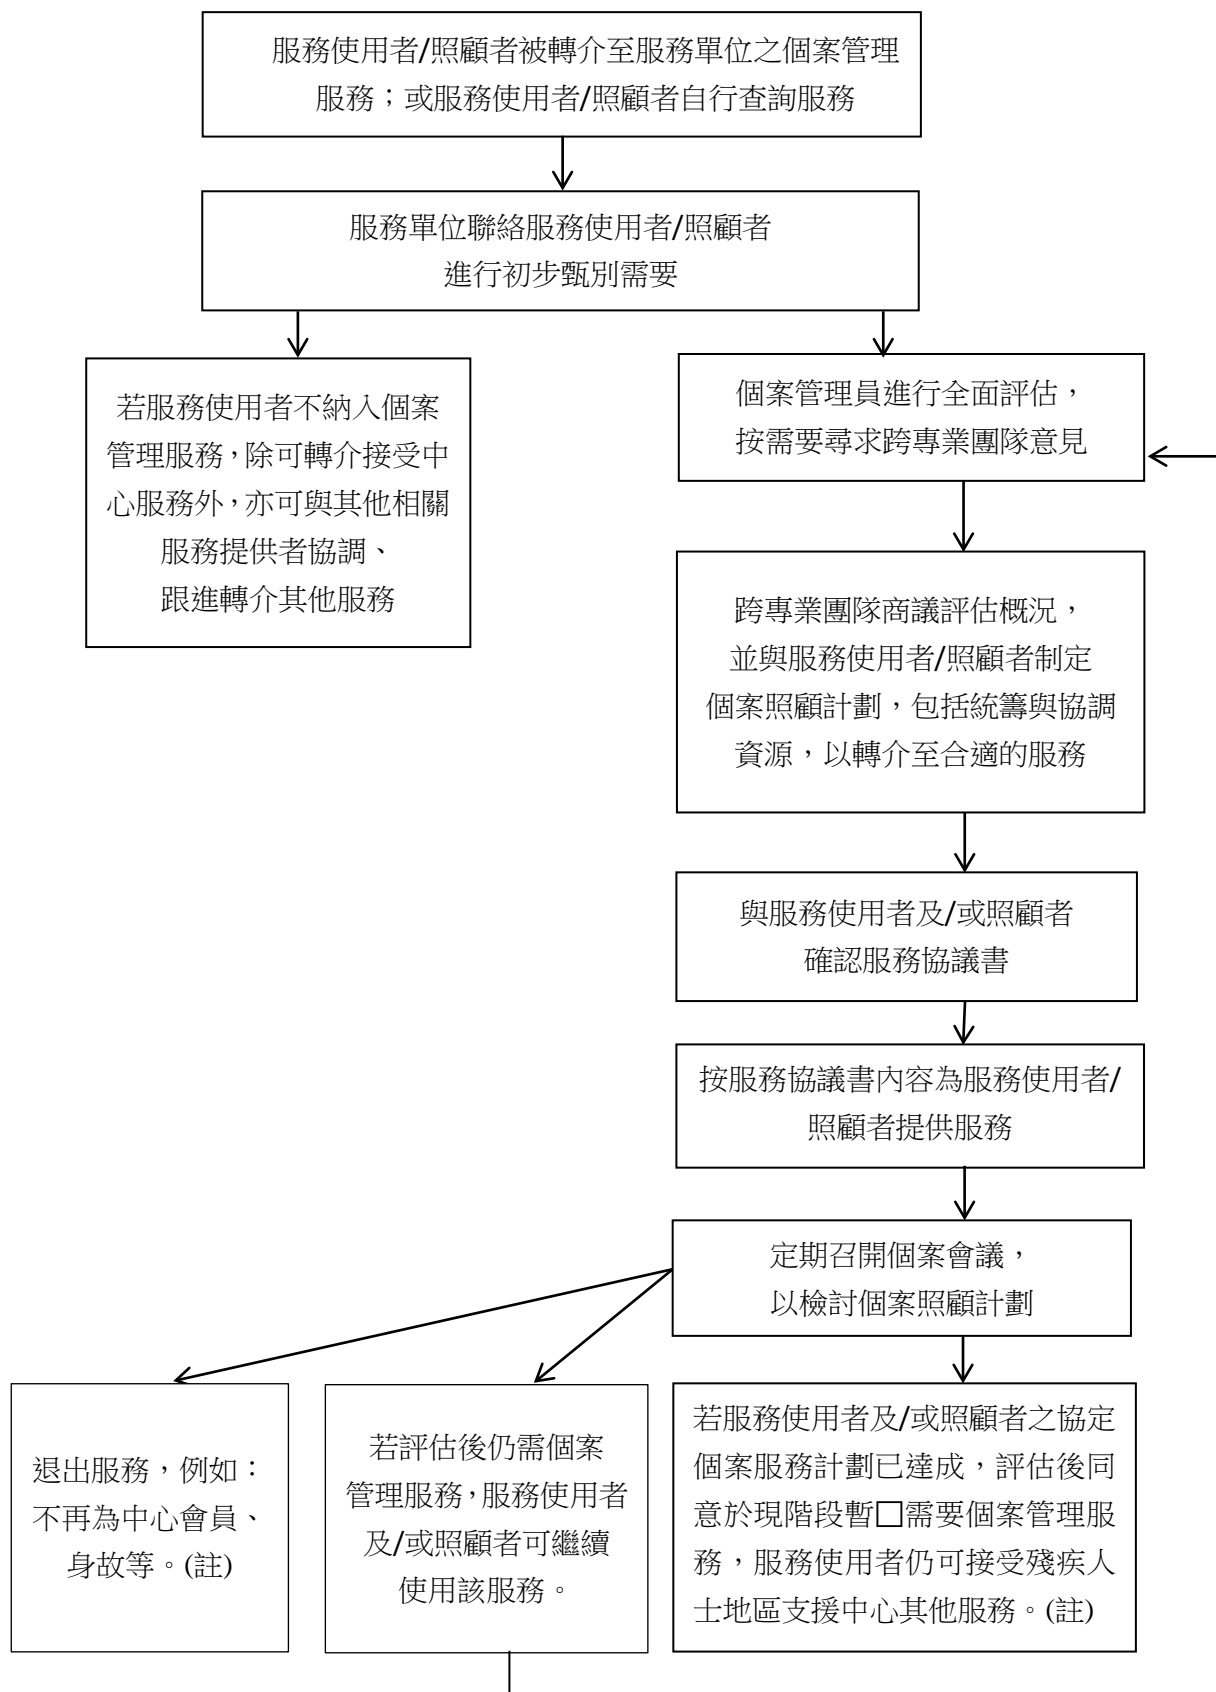 服務使用者/照顧者被轉介至服務單位之個案管理
服務；或服務使用者/照顧者自行查詢服務
服務單位聯絡服務使用者/照顧者
進行初步甄別需要
若服務使用者不納入個案
管理服務，除可轉介接受中
心服務外，亦可與其他相關
服務提供者協調、
跟進轉介其他服務
個案管理員進行全面評估，
按需要尋求跨專業團隊意見
跨專業團隊商議評估概況，
並與服務使用者/照顧者制定
個案照顧計劃，包括統籌與協調
資源，以轉介至合適的服務
與服務使用者及/或照顧者
確認服務協議書
按服務協議書內容為服務使用者/
照顧者提供服務
定期召開個案會議，
以檢討個案照顧計劃
退出服務，例如：
不再為中心會員、
身故等。(註)
若評估後仍需個案
管理服務，服務使用者
及/或照顧者可繼續
使用該服務。
若服務使用者及/或照顧者之協定
個案服務計劃已達成，評估後同
意於現階段暫□需要個案管理服
務，服務使用者仍可接受殘疾人
士地區支援中心其他服務。(註)